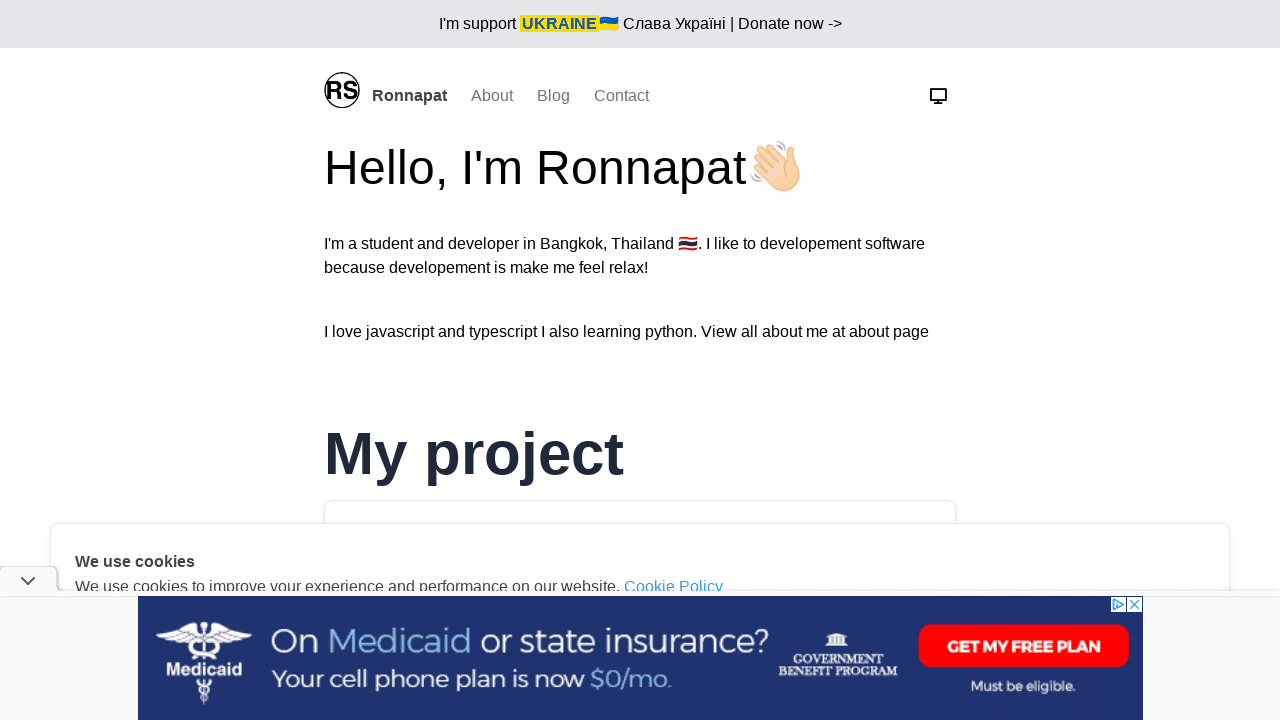 I'm support UKRAINE🇺🇦 Слава Україні | Donate now ->
RS Ronnapat About Blog Contact
Hello, I'm Ronnapat👋🏻
I'm a student and developer in Bangkok, Thailand 🇹🇭. I like to developement software
because developement is make me feel relax!
I love javascript and typescript I also learning python. View all about me at about page
My project
We use cookies
We use cookies to improve your experience and performance on our website. Cookie Policy
Medicaid
On Medicaid or state insurance?
Your cell phone plan is now $0/mo.
GOVERNMENT
BENEFIT PROGRAM
GET MY FREE PLAN
Must be eligible.